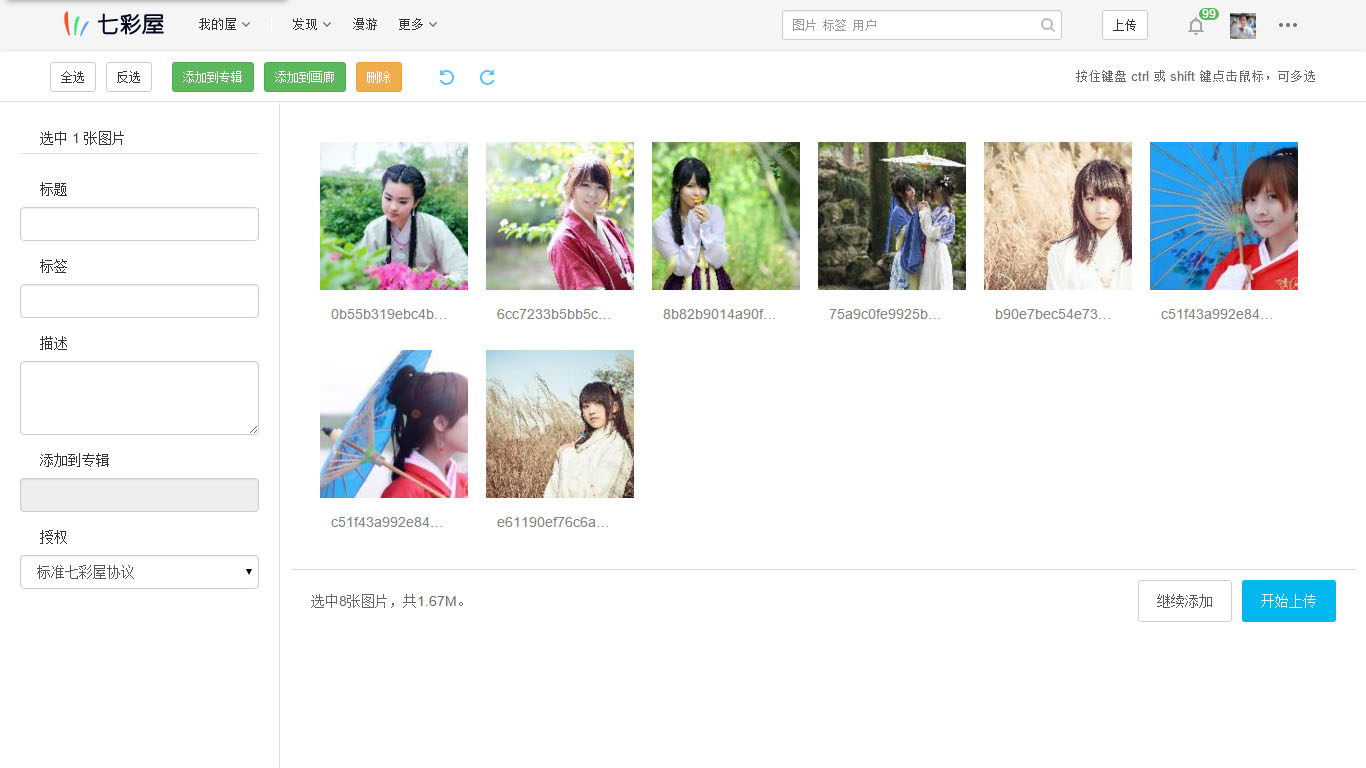 七彩屋 我的屋 发现 漫游 更多 图片 标签 用户 上传 99
全选 反选 添加到专辑 添加到画廊 删除 按住键盘 ctrl 或 shift 键点击鼠标，可多选
选中 1 张图片
标题
标签
描述
添加到专辑
授权
标准七彩屋协议
0b55b319ebc4b... 6cc7233b5bb5c... 8b82b9014a90f... 75a9c0fe9925b... b90e7bec54e73... c51f43a992e84...
c51f43a992e84... e61190ef76c6a...
选中8张图片，共1.67M。 继续添加 开始上传